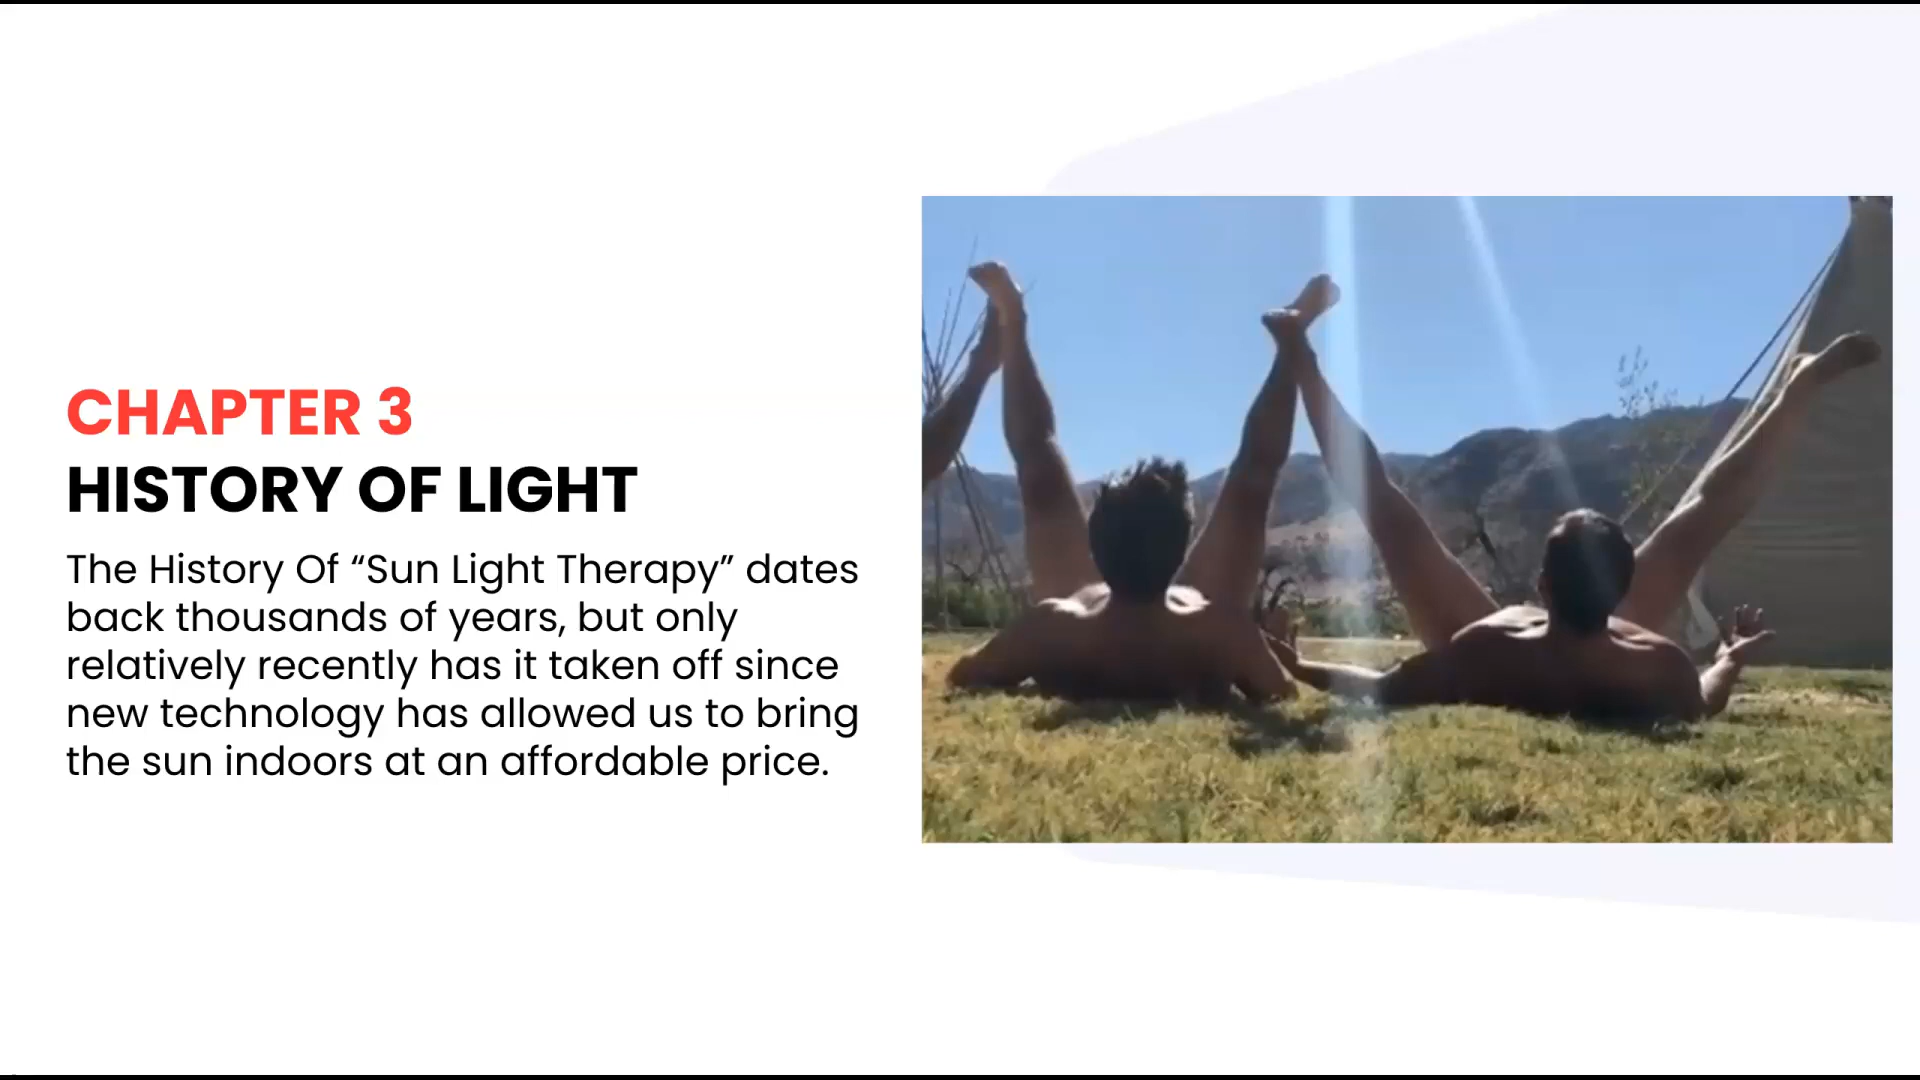 CHAPTER 3
HISTORY OF LIGHT
The History Of “Sun Light Therapy” dates
back thousands of years, but only
relatively recently has it taken off since
new technology has allowed us to bring
the sun indoors at an affordable price.